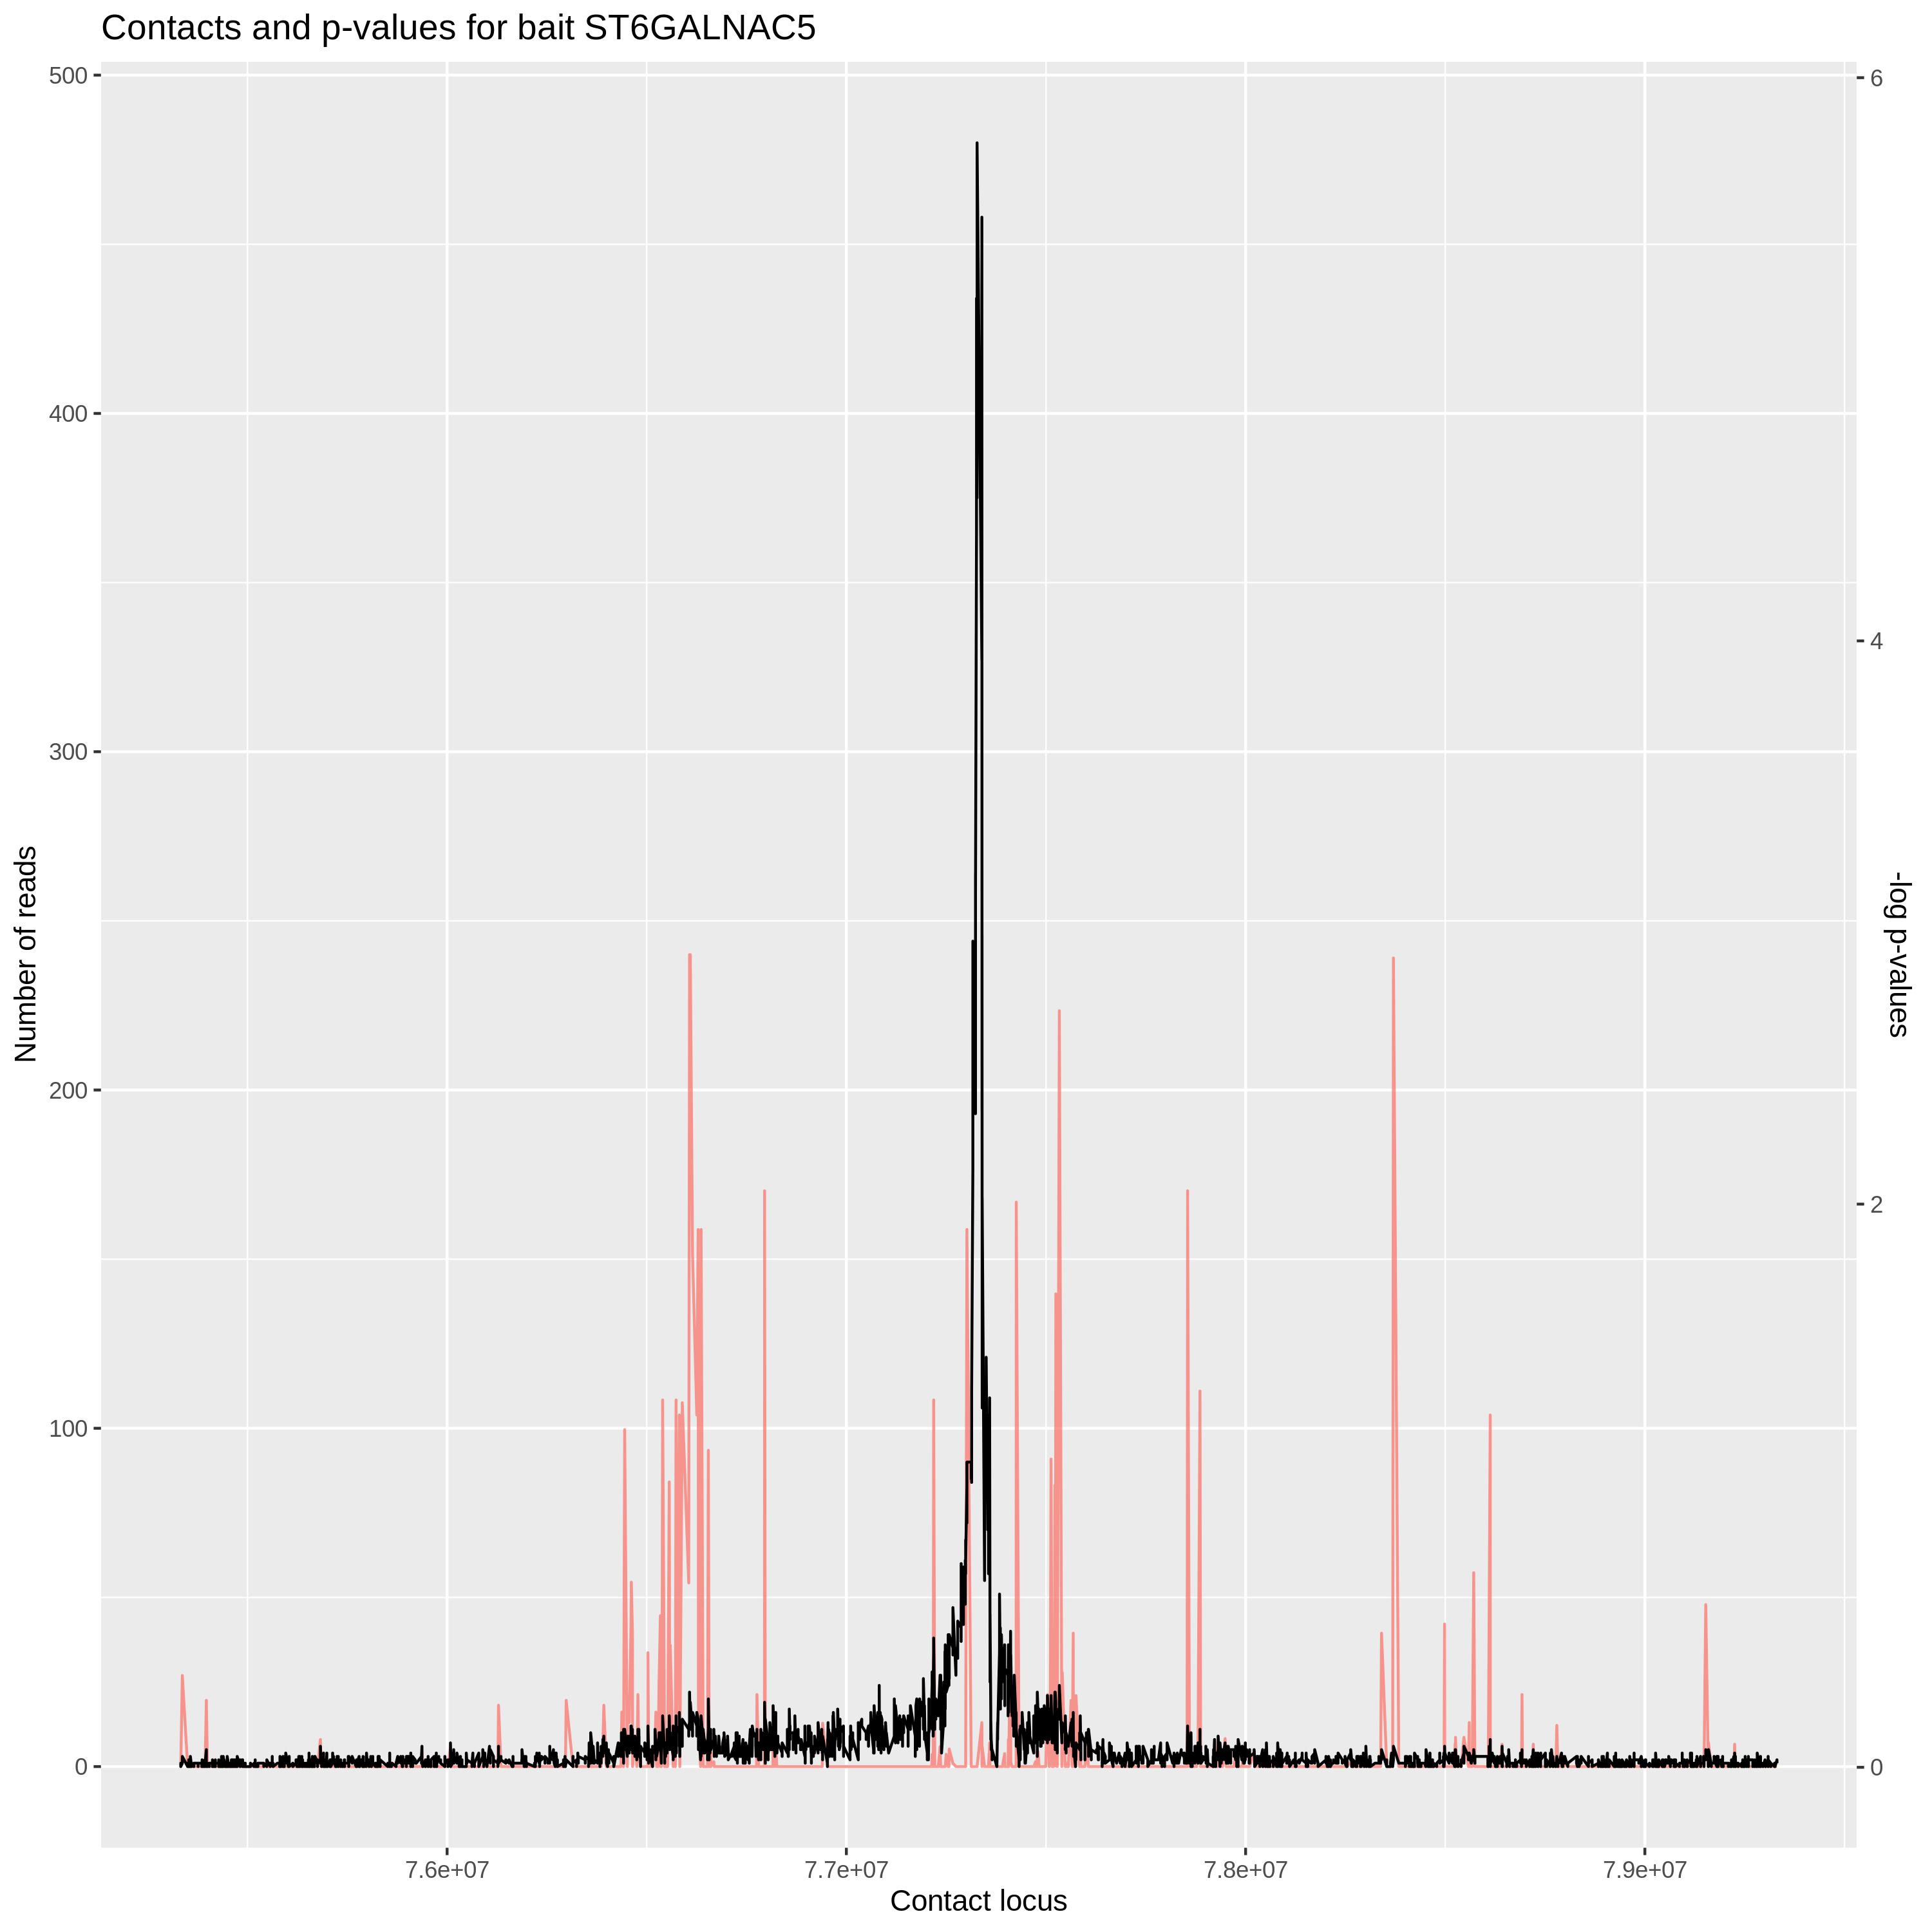 Contacts and p-values for bait ST6GALNAC5
500
400
300
200
100
0
Number of reads
6
4
2
0
-log p-values
7.6e+07
7.7e+07
7.8e+07
7.9e+07
Contact locus